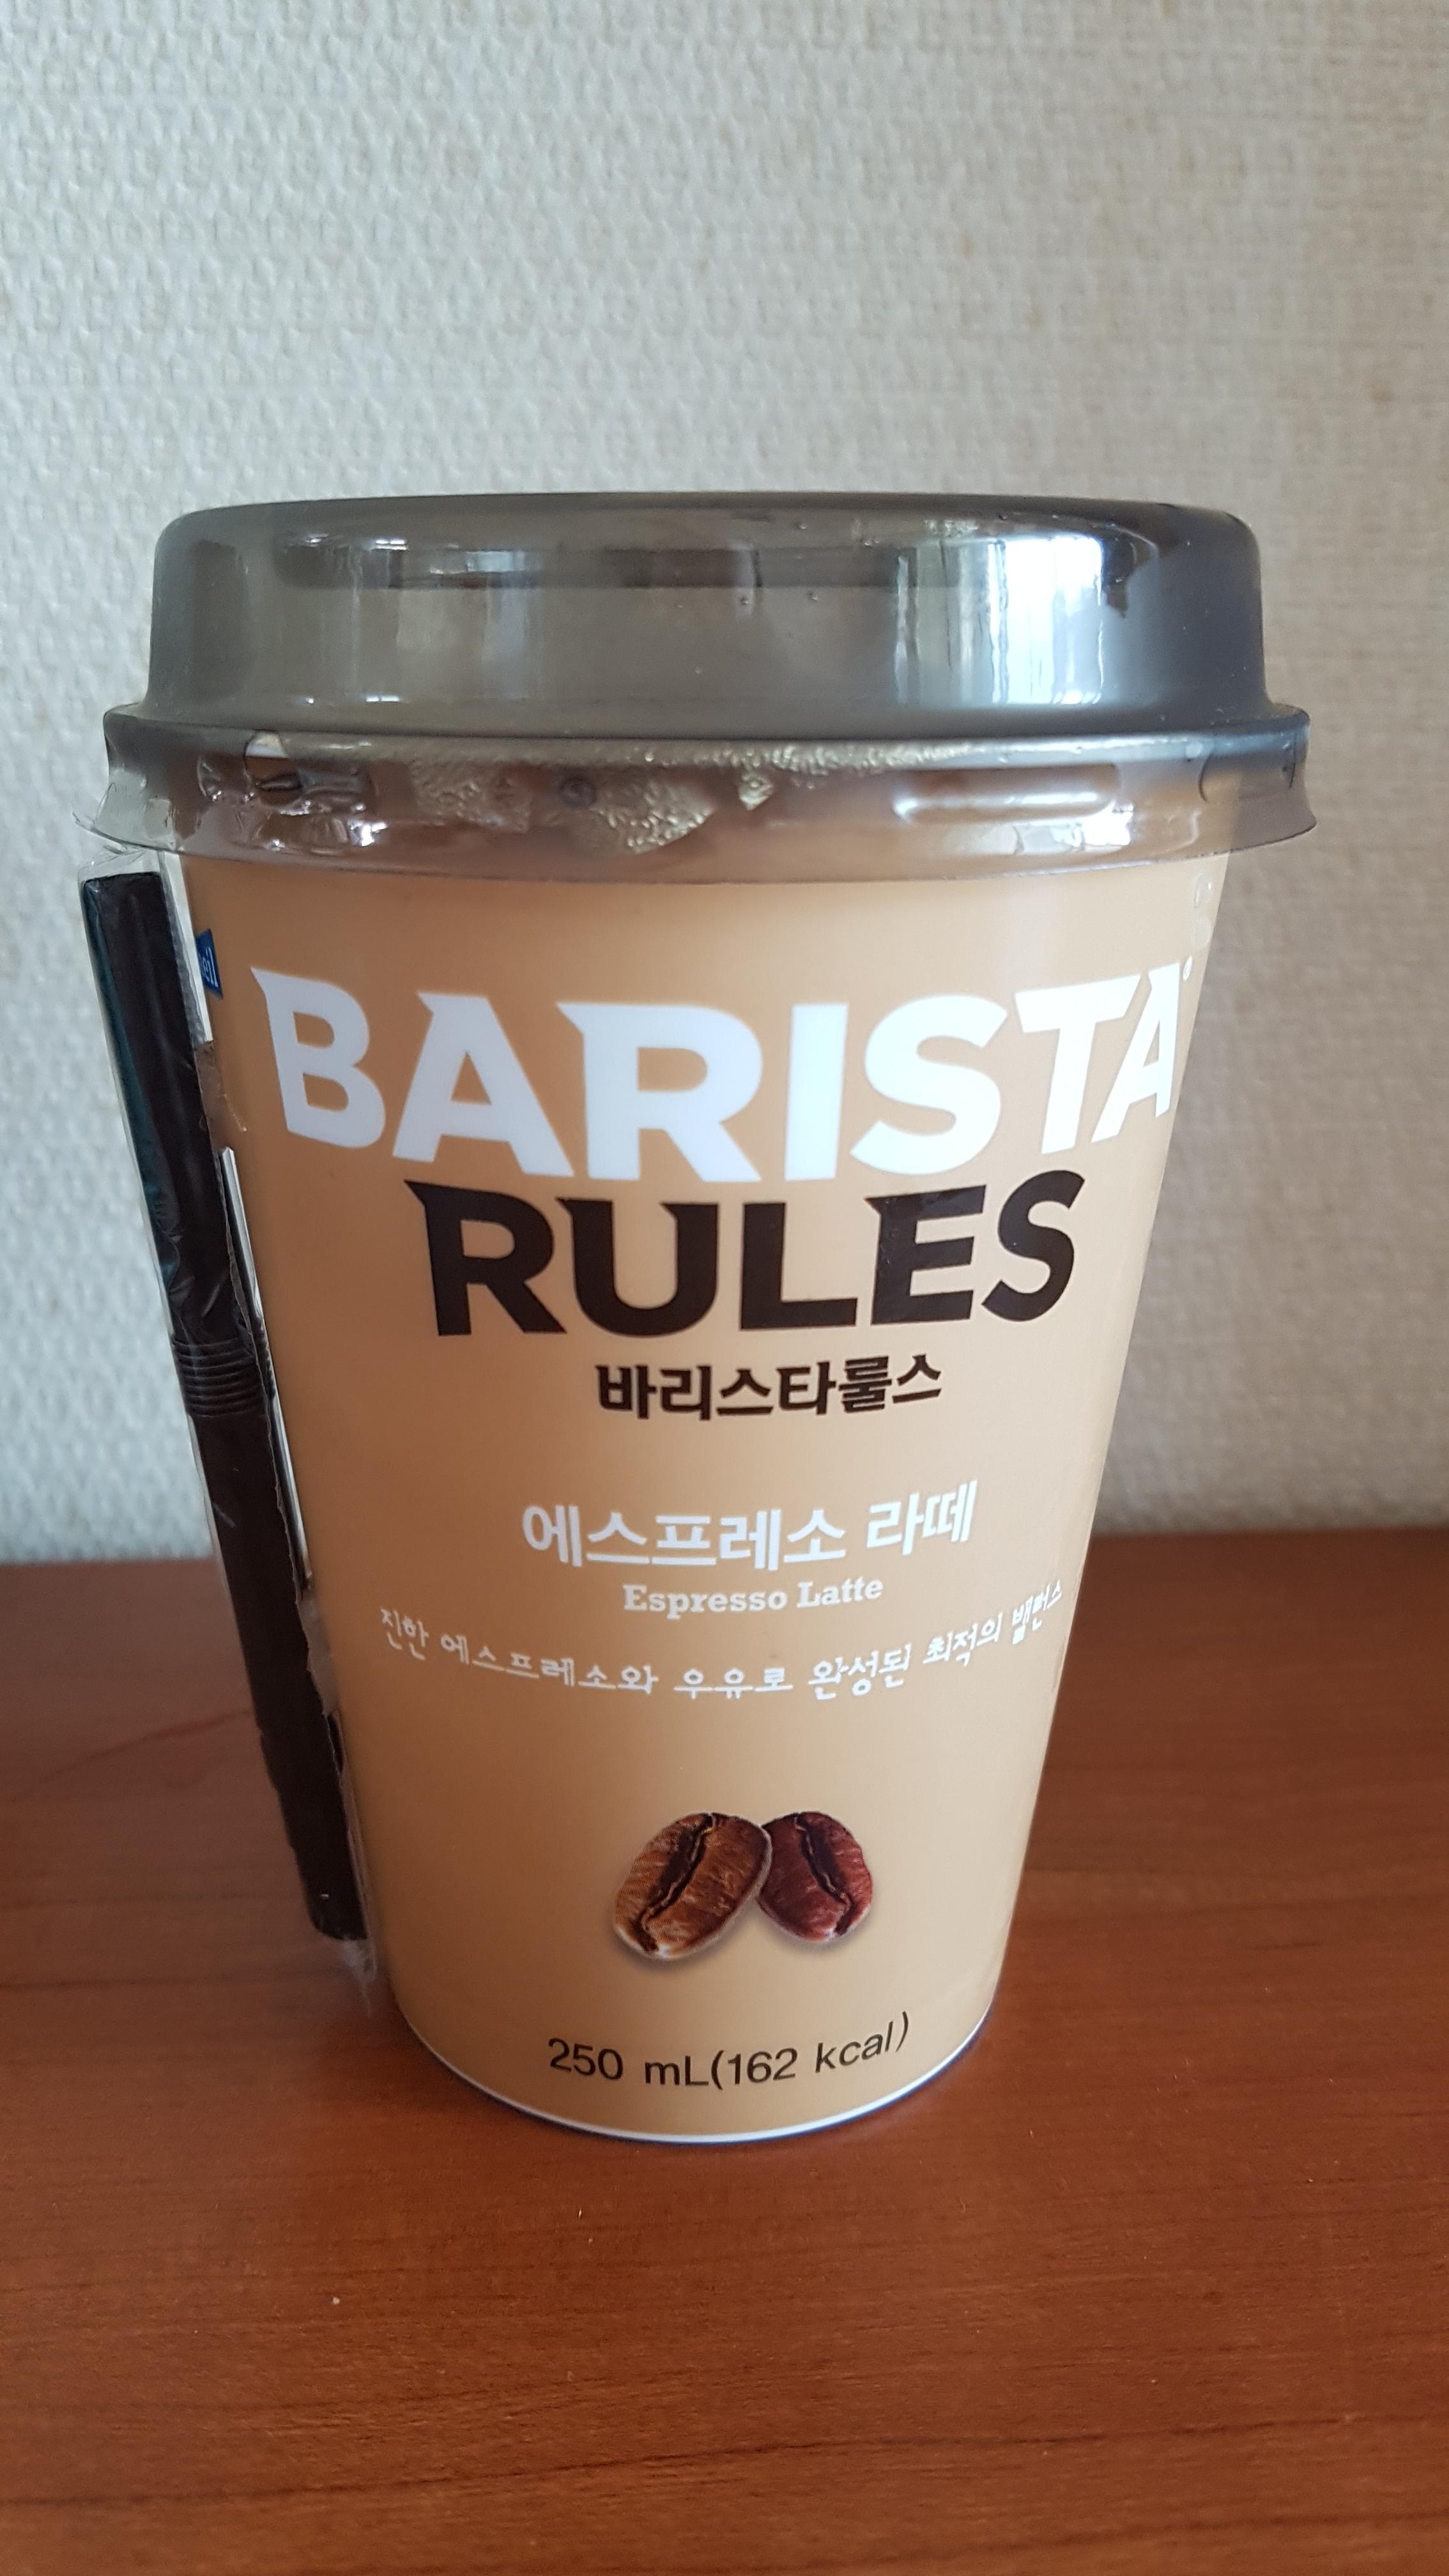 BARISTA
RULES
바리스타룰스
에스프레소 라떼
Espresso Latte
진한 에스프레소와 우유로 완성된 최적의 밸런스
250 mL(162 kcal)